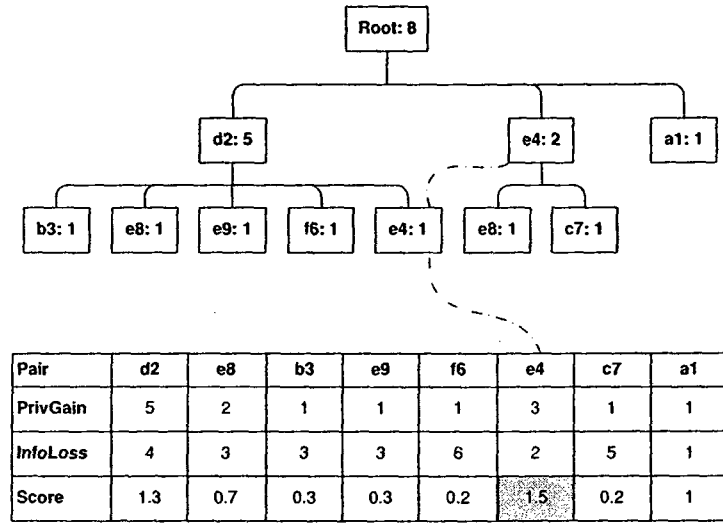 Root: 8
d2: 5 e4: 2 a1: 1
b3: 1 e8: 1 e9: 1 f6: 1 e4: 1 e8: 1 c7: 1
Pair d2 e8 b3 e9 f6 e4 c7 a1
PrivGain 5 2 1 1 1 3 1 1
InfoLoss 4 3 3 3 6 2 5 1
Score 1.3 0.7 0.3 0.3 0.2 1.5 0.2 1